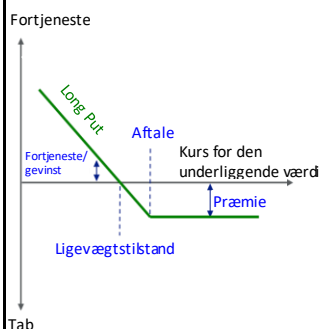 Fortjeneste
Long Put
Aftale
Fortjeneste/
gevinst
Kurs for den
underliggende værdi
Præmie
Ligevægtstilstand
Tab